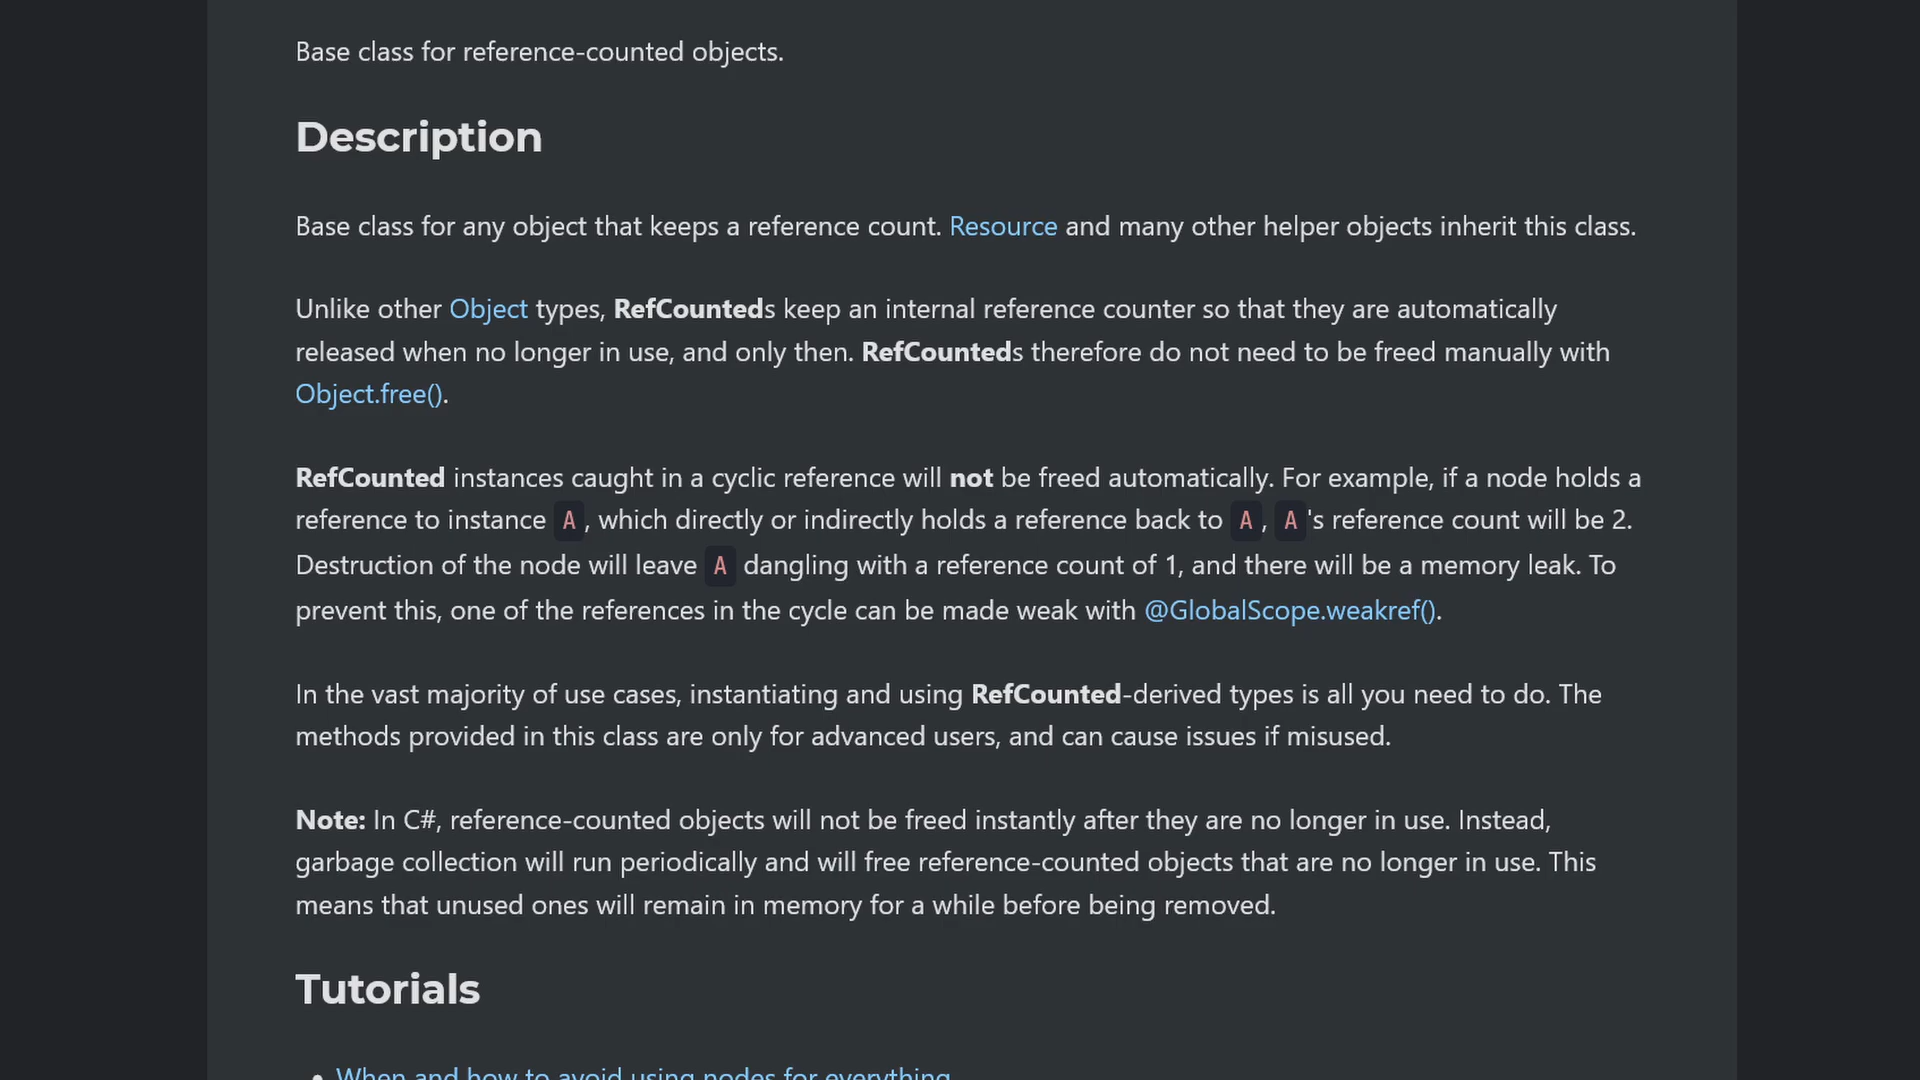 Base class for reference-counted objects.
Description
Base class for any object that keeps a reference count. Resource and many other helper objects inherit this class.
Unlike other Object types, RefCounteds keep an internal reference counter so that they are automatically
released when no longer in use, and only then. RefCounteds therefore do not need to be freed manually with
Object.free().
RefCounted instances caught in a cyclic reference will not be freed automatically. For example, if a node holds a
reference to instance A, which directly or indirectly holds a reference back to A, A's reference count will be 2.
Destruction of the node will leave A dangling with a reference count of 1, and there will be a memory leak. To
prevent this, one of the references in the cycle can be made weak with @GlobalScope.weakref().
In the vast majority of use cases, instantiating and using RefCounted-derived types is all you need to do. The
methods provided in this class are only for advanced users, and can cause issues if misused.
Note: In C#, reference-counted objects will not be freed instantly after they are no longer in use. Instead,
garbage collection will run periodically and will free reference-counted objects that are no longer in use. This
means that unused ones will remain in memory for a while before being removed.
Tutorials
• When and how to avoid using nodes for everything